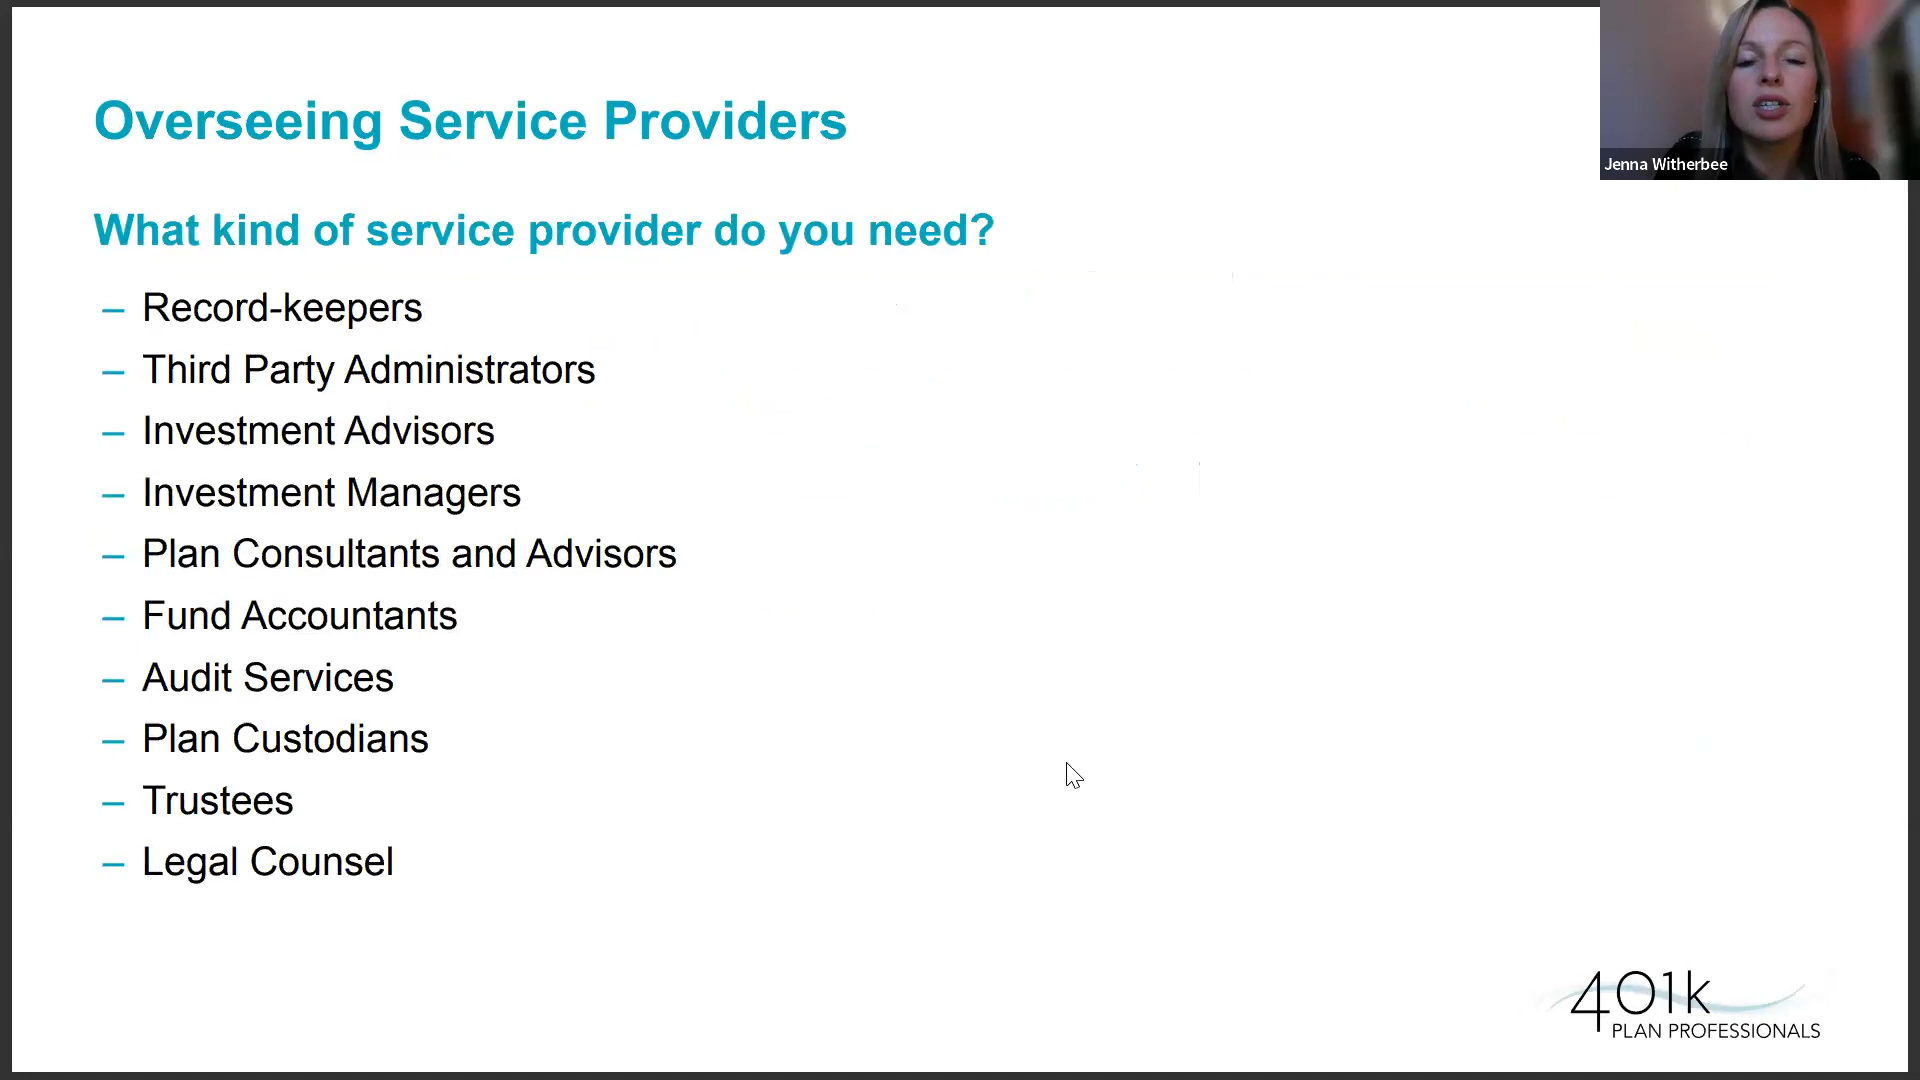 Overseeing Service Providers
Jenna Witherbee
What kind of service provider do you need?
– Record-keepers
– Third Party Administrators
– Investment Advisors
– Investment Managers
– Plan Consultants and Advisors
– Fund Accountants
– Audit Services
– Plan Custodians
– Trustees
– Legal Counsel
401k
PLAN PROFESSIONALS